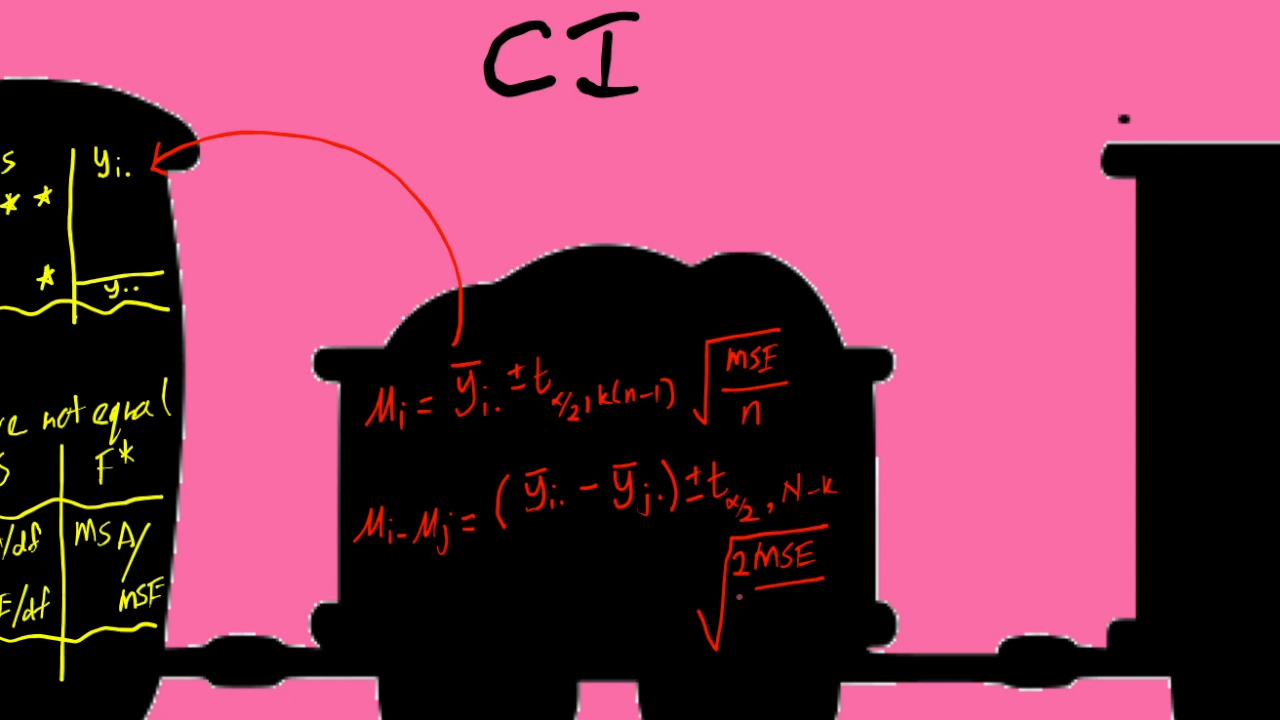 CI
s | yi.
* *
* | y..
re not equal
S | F*
/df | MSA/
E/df | MSE
μi = ȳi. ± t α/2, k(n-1) √(MSE/n)
μi - μj = (ȳi. - ȳj.) ± t α/2, N-k
√(2MSE/